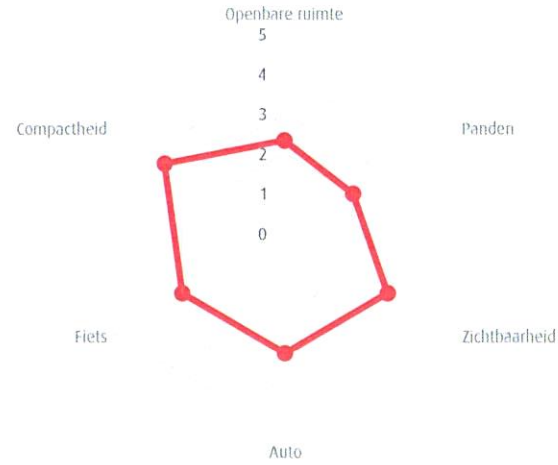 Openbare ruimte
5
4
Compactheid
Panden
3
2
1
0
Fiets
Zichtbaarheid
Auto